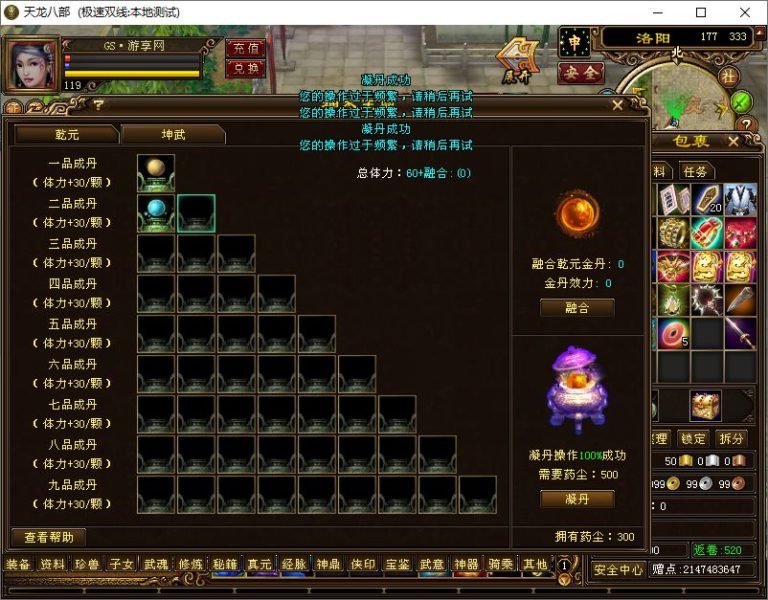 天龙八部 (极速双线:本地测试)
GS·游享网
充值
兑换
119
展开
申
洛阳 177 333
安全
北
社
凝丹成功
您的操作过于频繁，请稍后再试
您的操作过于频繁，请稍后再试
凝丹成功
您的操作过于频繁，请稍后再试
?
乾元
坤武
包裹
料
任务
一品成丹
(体力+30/颗)
二品成丹
(体力+30/颗)
三品成丹
(体力+30/颗)
四品成丹
(体力+30/颗)
五品成丹
(体力+30/颗)
六品成丹
(体力+30/颗)
七品成丹
(体力+30/颗)
八品成丹
(体力+30/颗)
九品成丹
(体力+30/颗)
总体力：60+融合：(0)
融合乾元金丹：0
金丹效力：0
融合
凝丹操作100%成功
需要药尘：500
凝丹
拥有药尘：300
查看帮助
20
5
锁定
拆分
50 0 0
99 99
: 0
返卷:520
安全中心
赠点:2147483647
装备 资料 珍兽 子女 武魂 修炼 秘籍 真元 经脉 神鼎 侠印 宝鉴 武意 神器 骑乘 其他
1